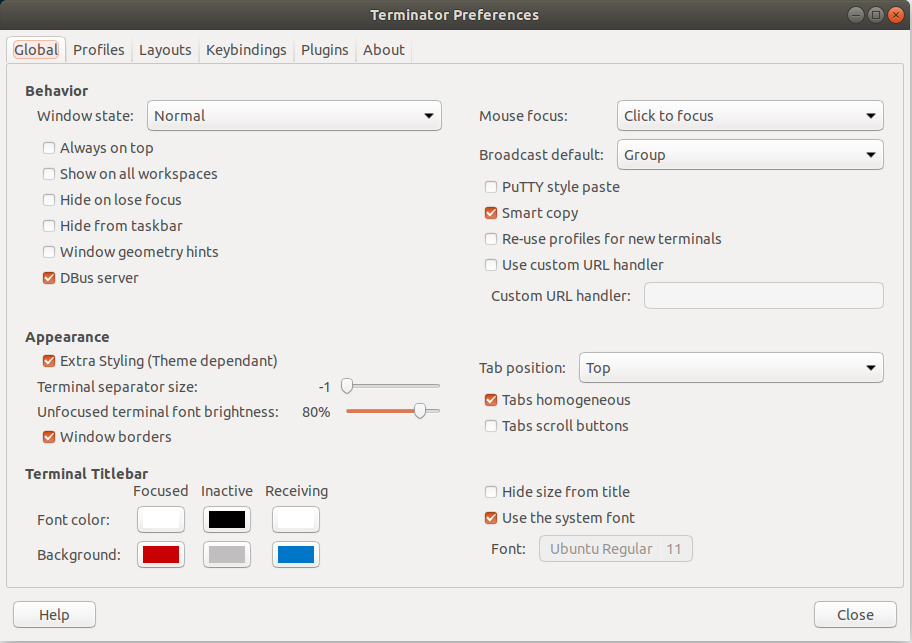 Terminator Preferences
Global Profiles Layouts Keybindings Plugins About
Behavior
Window state: Normal
Always on top
Show on all workspaces
Hide on lose focus
Hide from taskbar
Window geometry hints
DBus server
Mouse focus: Click to focus
Broadcast default: Group
PuTTY style paste
Smart copy
Re-use profiles for new terminals
Use custom URL handler
Custom URL handler:
Appearance
Extra Styling (Theme dependant)
Terminal separator size: -1
Unfocused terminal font brightness: 80%
Window borders
Tab position: Top
Tabs homogeneous
Tabs scroll buttons
Terminal Titlebar
Focused Inactive Receiving
Font color:
Background:
Hide size from title
Use the system font
Font: Ubuntu Regular 11
Help Close